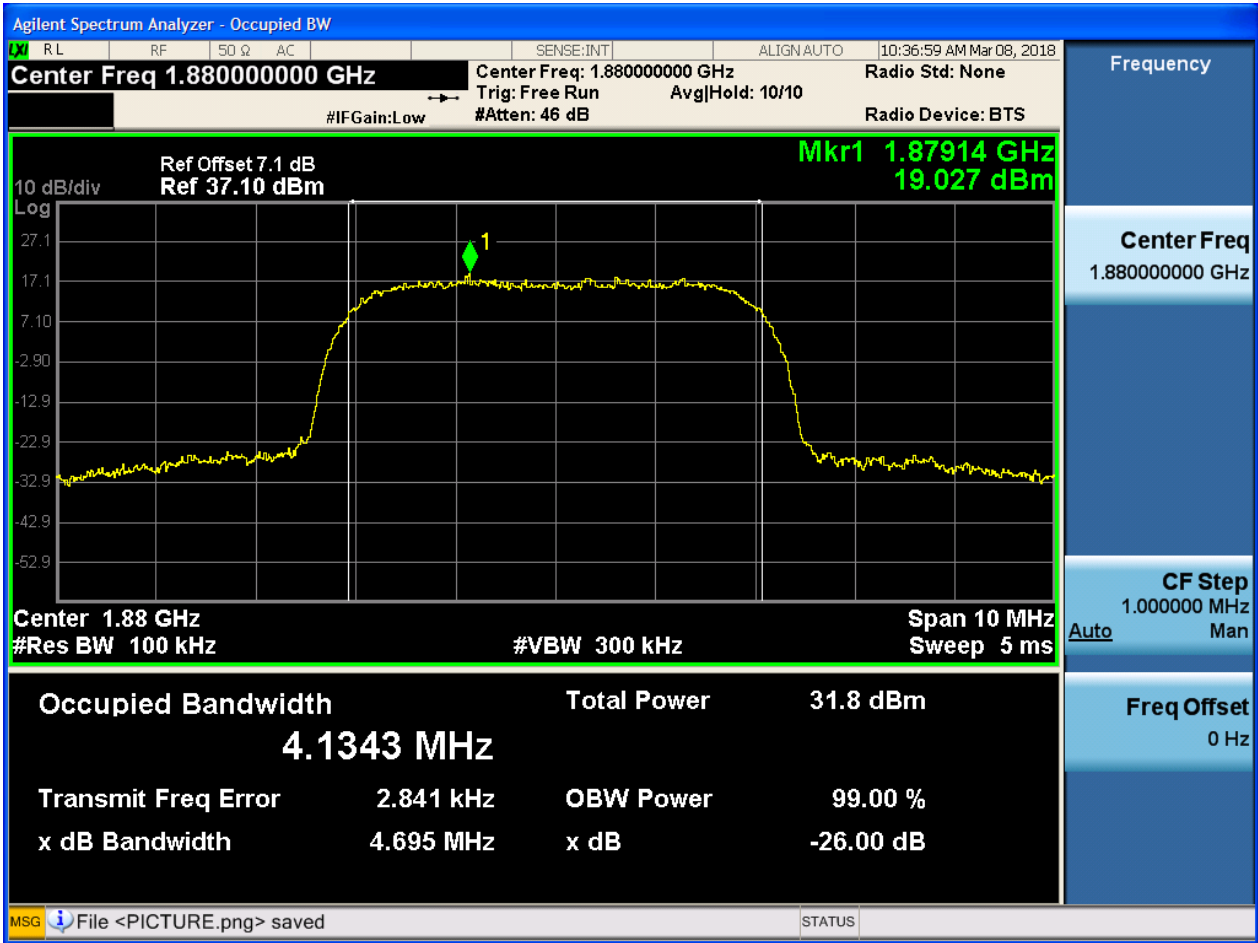 Agilent Spectrum Analyzer - Occupied BW
LXI RL RF 50 Ω AC SENSE:INT ALIGN AUTO 10:36:59 AM Mar 08, 2018
Center Freq 1.880000000 GHz
Center Freq: 1.880000000 GHz Radio Std: None
Trig: Free Run Avg|Hold: 10/10
#IFGain:Low #Atten: 46 dB Radio Device: BTS
Frequency
Mkr1 1.87914 GHz
19.027 dBm
Ref Offset 7.1 dB
10 dB/div Ref 37.10 dBm
Log
27.1
17.1
7.10
-2.90
-12.9
-22.9
-32.9
-42.9
-52.9
1
Center 1.88 GHz Span 10 MHz
#Res BW 100 kHz #VBW 300 kHz Sweep 5 ms
Center Freq
1.880000000 GHz
CF Step
1.000000 MHz
Auto Man
Freq Offset
0 Hz
Occupied Bandwidth Total Power 31.8 dBm
4.1343 MHz
Transmit Freq Error 2.841 kHz OBW Power 99.00 %
x dB Bandwidth 4.695 MHz x dB -26.00 dB
MSG File <PICTURE.png> saved STATUS